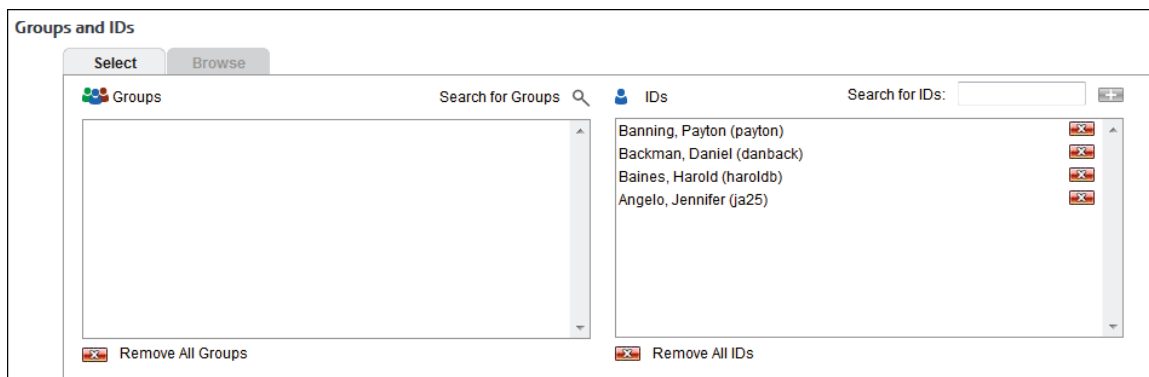 Groups and IDs
Select Browse
Groups Search for Groups IDs Search for IDs:
Banning, Payton (payton)
Backman, Daniel (danback)
Baines, Harold (haroldb)
Angelo, Jennifer (ja25)
Remove All Groups Remove All IDs